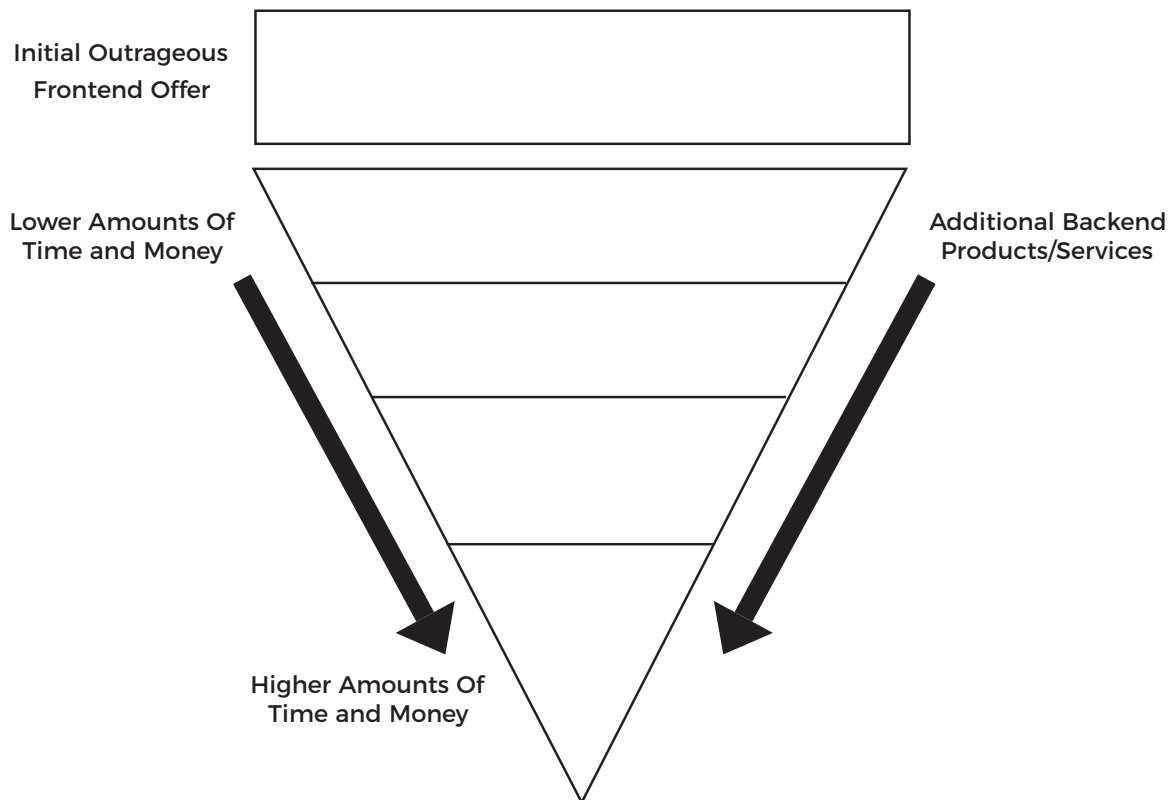 Initial Outrageous
Frontend Offer
Lower Amounts Of
Time and Money
Additional Backend
Products/Services
Higher Amounts Of
Time and Money